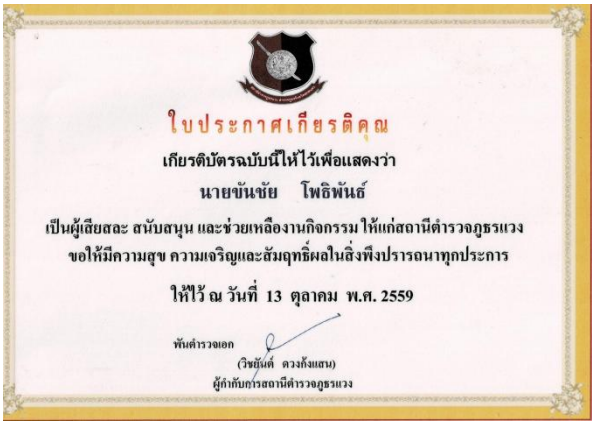 ใบประกาศเกียรติคุณ
เกียรติบัตรฉบับนี้ให้ไว้เพื่อแสดงว่า
นายขันชัย โพธิพันธ์
เป็นผู้เสียสละ สนับสนุน และช่วยเหลืองานกิจกรรม ให้แก่สถานีตำรวจภูธรแวง
ขอให้มีความสุข ความเจริญและสัมฤทธิ์ผลในสิ่งพึงปรารถนาทุกประการ
ให้ไว้ ณ วันที่ 13 ตุลาคม พ.ศ. 2559
พันตำรวจเอก
(วิชยันต์ ดวงก้งแสน)
ผู้กำกับการสถานีตำรวจภูธรแวง